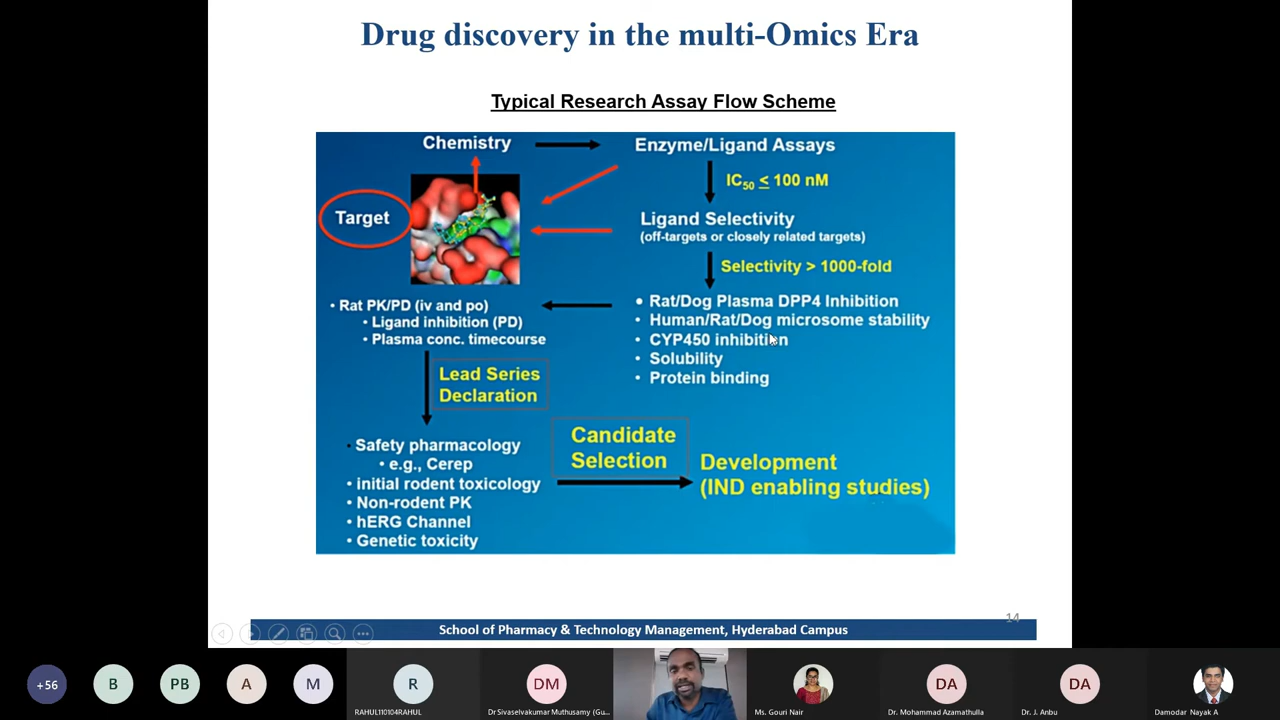 Drug discovery in the multi-Omics Era
Typical Research Assay Flow Scheme
Chemistry
Enzyme/Ligand Assays
IC50 ≤ 100 nM
Target
Ligand Selectivity
(off-targets or closely related targets)
Selectivity > 1000-fold
• Rat/Dog Plasma DPP4 Inhibition
• Human/Rat/Dog microsome stability
• CYP450 inhibition
• Solubility
• Protein binding
• Rat PK/PD (iv and po)
• Ligand inhibition (PD)
• Plasma conc. timecourse
Lead Series
Declaration
• Safety pharmacology
• e.g., Cerep
• initial rodent toxicology
• Non-rodent PK
• hERG Channel
• Genetic toxicity
Candidate
Selection
Development
(IND enabling studies)
14
School of Pharmacy & Technology Management, Hyderabad Campus
+56
B
PB
A
M
R
RAHUL110104RAHUL
DM
Dr Sivaselvakumar Muthusamy (Gu...
Ms. Gouri Nair
DA
Dr. Mohammad Azamathulla
DA
Dr. J. Anbu
Damodar Nayak A